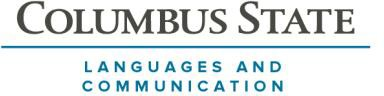 COLUMBUS STATE
LANGUAGES AND
COMMUNICATION